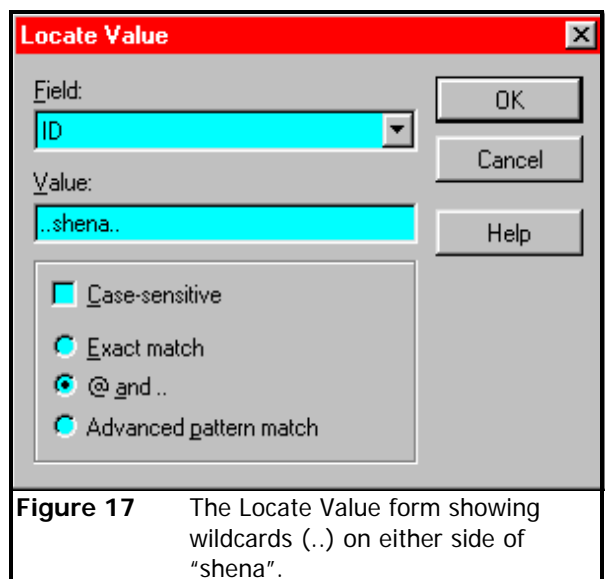 Locate Value
Field:
ID
Value:
..shena..
Case-sensitive
Exact match
@ and ..
Advanced pattern match
OK
Cancel
Help
Figure 17 The Locate Value form showing
wildcards (..) on either side of
“shena”.